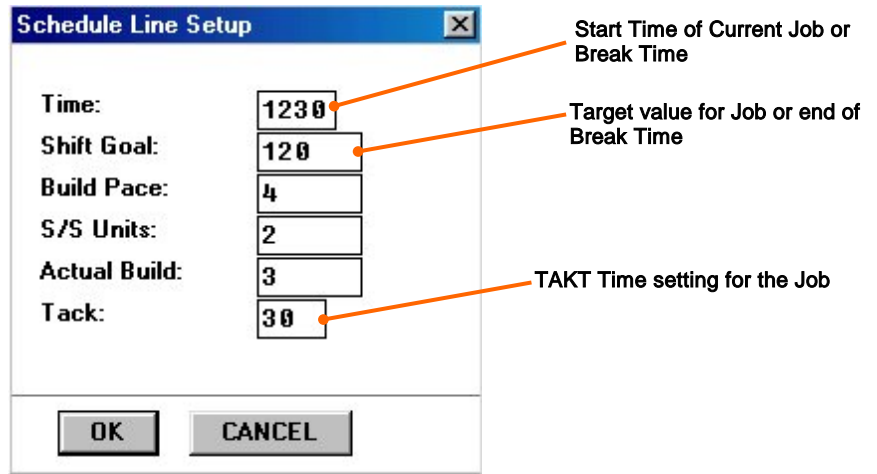 Schedule Line Setup
Start Time of Current Job or
Break Time
Time: 1230
Target value for Job or end of
Break Time
Shift Goal: 120
Build Pace: 4
S/S Units: 2
Actual Build: 3
TAKT Time setting for the Job
Tack: 30
OK CANCEL